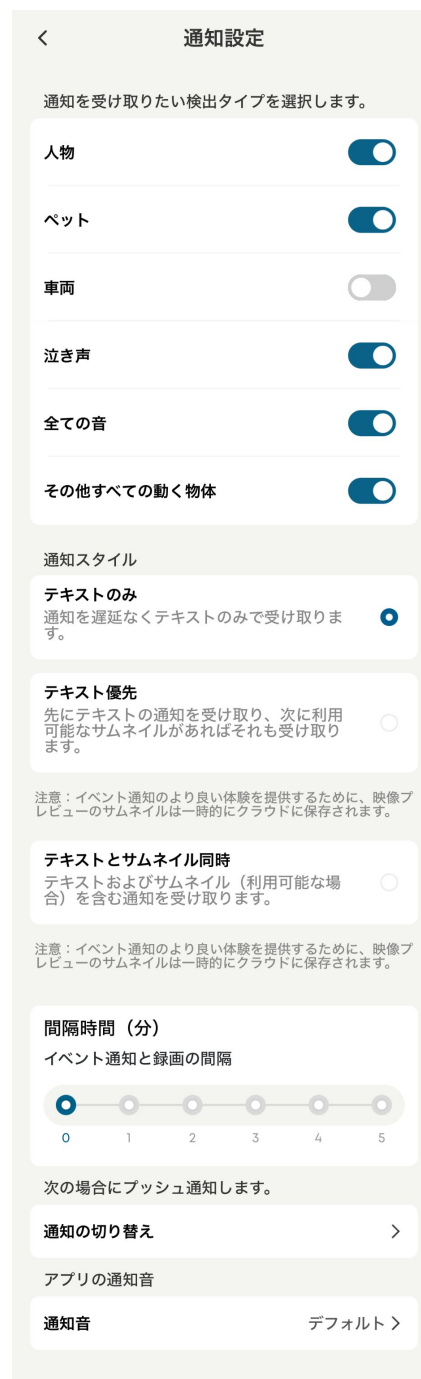 通知設定
通知を受け取りたい検出タイプを選択します。
人物
ペット
車両
泣き声
全ての音
その他すべての動く物体
通知スタイル
テキストのみ
通知を遅延なくテキストのみで受け取りま
す。
テキスト優先
先にテキストの通知を受け取り、次に利用
可能なサムネイルがあればそれも受け取り
ます。
注意：イベント通知のより良い体験を提供するために、映像プ
レビューのサムネイルは一時的にクラウドに保存されます。
テキストとサムネイル同時
テキストおよびサムネイル（利用可能な場
合）を含む通知を受け取ります。
注意：イベント通知のより良い体験を提供するために、映像プ
レビューのサムネイルは一時的にクラウドに保存されます。
間隔時間（分）
イベント通知と録画の間隔
0 1 2 3 4 5
次の場合にプッシュ通知します。
通知の切り替え
アプリの通知音
通知音 デフォルト